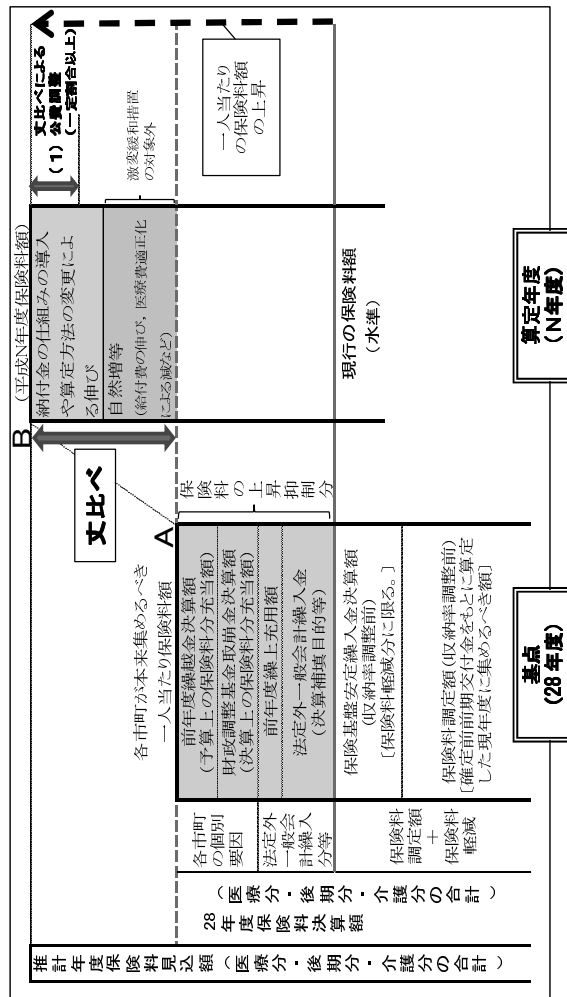 (平成N年度保険料額)
丈比べによる
(1) 公費調整
(一定割合以上)
納付金の仕組みの導入
や算定方法の変更によ
る伸び
自然増等
(給付費の伸び，医療費適正化
による減など)
激変緩和措置
の対象外
一人当たり
の保険料額
の上昇
現行の保険料額
(水準)
算定年度
(N年度)
B
丈比べ
A
保険料の上昇抑制分
各市町が本来集めるべき
一人当たり保険料額
前年度繰越金決算額
(予算上の保険料分充当額)
財政調整基金取崩金決算額
(決算上の保険料分充当額)
前年度繰上充用額
法定外一般会計繰入金
(決算補填目的等)
保険基盤安定繰入金決算額
(収納率調整前)
[保険料軽減分に限る。]
保険料調定額(収納率調整前)
[確定前前期交付金をもとに算定
した現年度に集めるべき額]
基点
(28年度)
各市町
の個別
要因
法定外
一般会
計繰入
分等
保険料
調定額
＋
保険料
軽減
(医療分・後期分・介護分の合計)
28年度保険料決算額
推計年度保険料見込額 (医療分・後期分・介護分の合計)